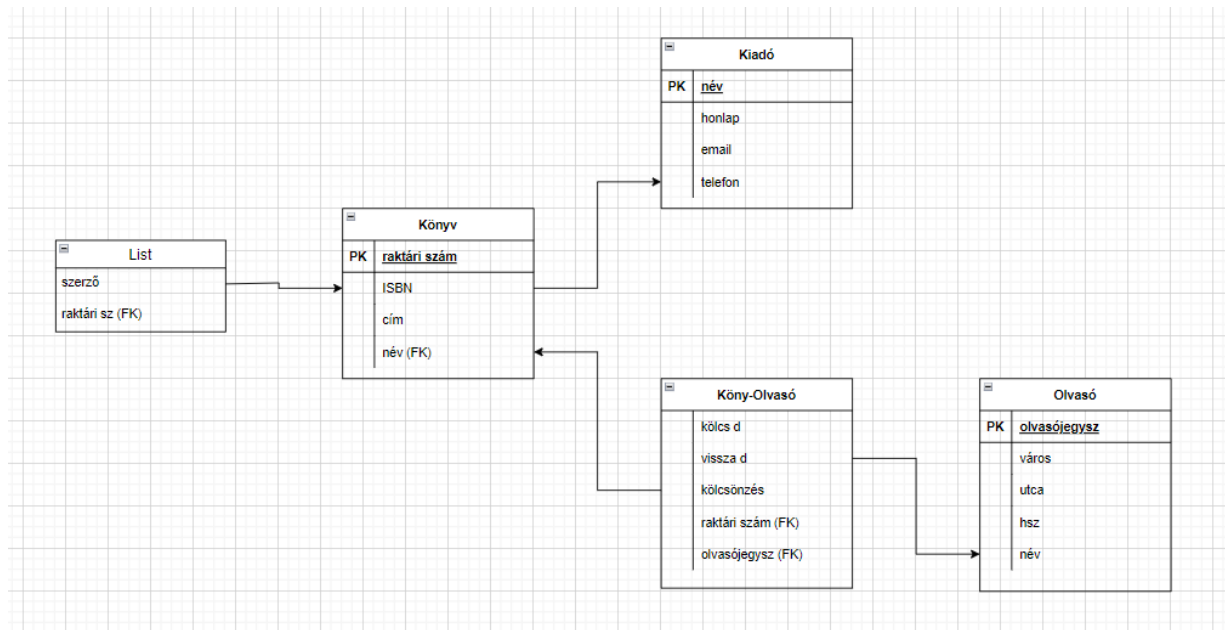 Kiadó
PK név
honlap
email
telefon
Könyv
PK raktári szám
ISBN
cím
név (FK)
List
szerző
raktári sz (FK)
Köny-Olvasó
kölcs d
vissza d
kölcsönzés
raktári szám (FK)
olvasójegysz (FK)
Olvasó
PK olvasójegysz
város
utca
hsz
név